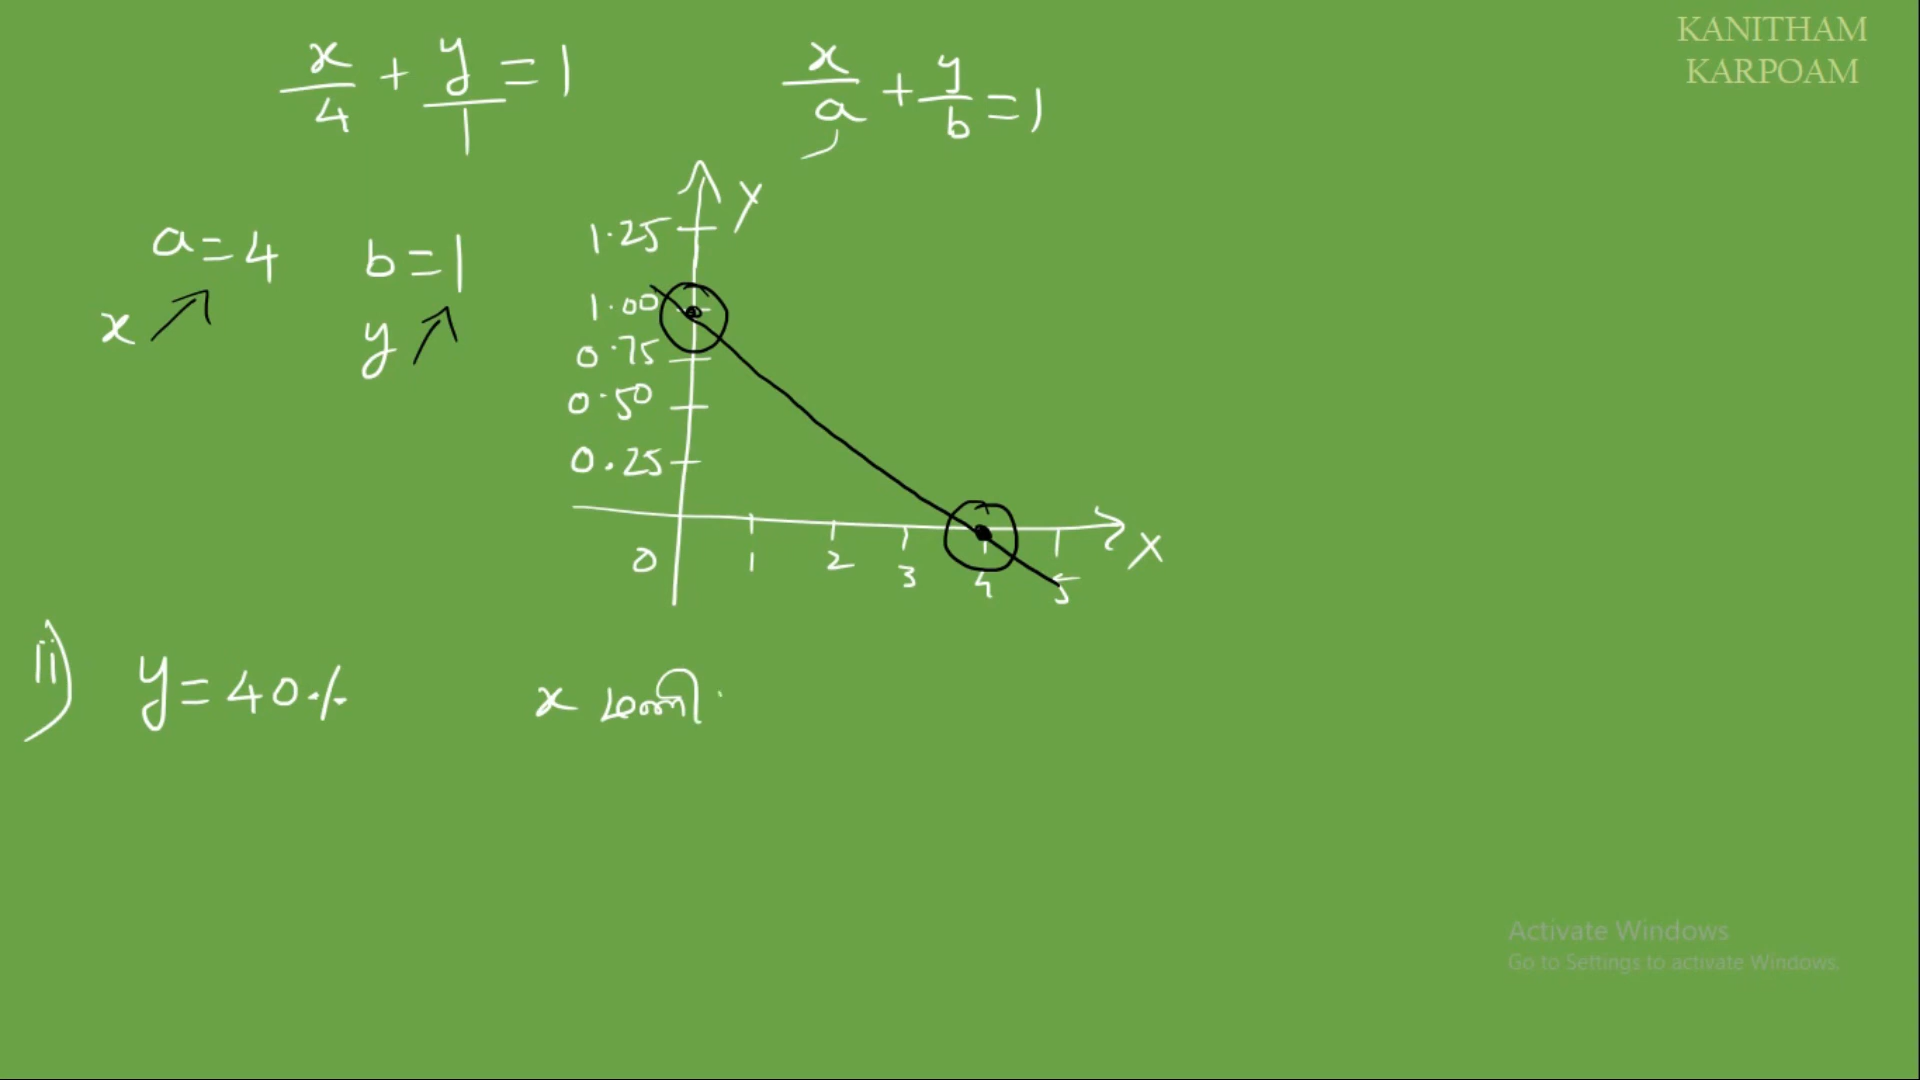 KANITHAM
KARPOAM
x/4 + y/1 = 1
x/a + y/b = 1
a = 4 b = 1
x y
Y
1.25
1.00
0.75
0.50
0.25
0 1 2 3 4 5 X
ii) y = 40% x மணி
Activate Windows
Go to Settings to activate Windows.